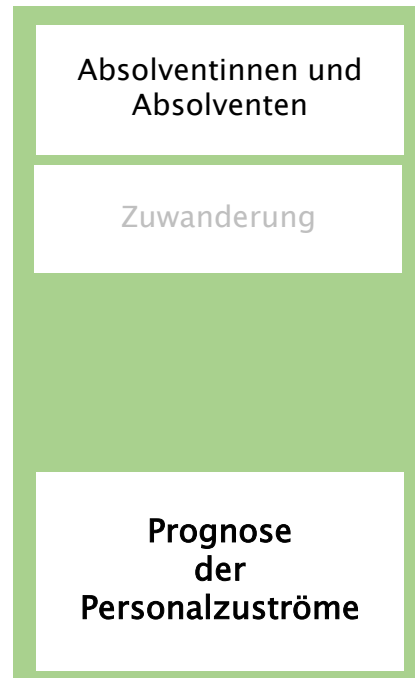 Absolventinnen und
Absolventen
Zuwanderung
Prognose
der
Personalzuströme